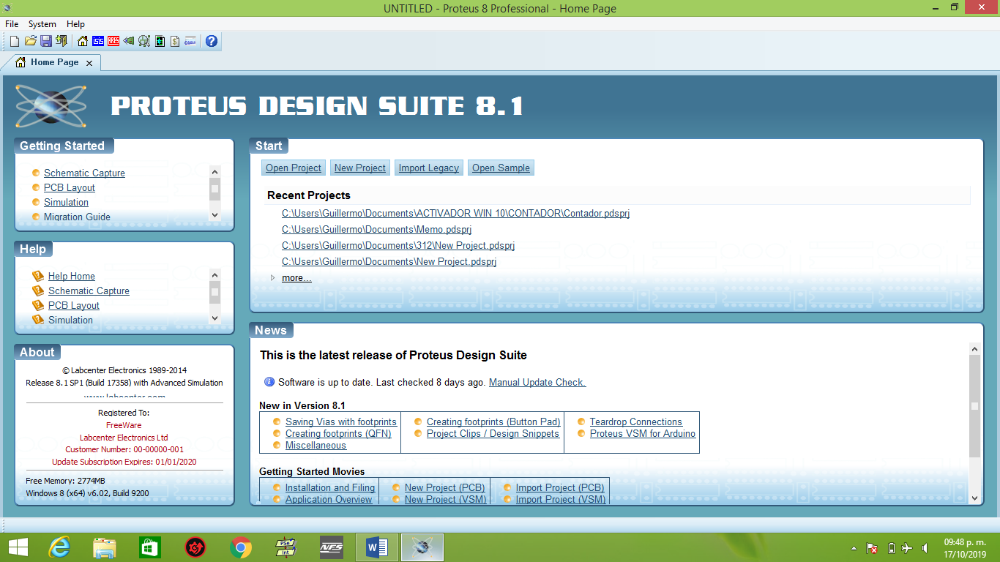 UNTITLED - Proteus 8 Professional - Home Page
File System Help
ISIS ARES
Home Page
PROTEUS DESIGN SUITE 8.1
Getting Started
Schematic Capture
PCB Layout
Simulation
Migration Guide
Help
Help Home
Schematic Capture
PCB Layout
Simulation
About
© Labcenter Electronics 1989-2014
Release 8.1 SP1 (Build 17358) with Advanced Simulation
www.labcenter.com
Registered To:
FreeWare
Labcenter Electronics Ltd
Customer Number: 00-00000-001
Update Subscription Expires: 01/01/2020
Free Memory: 2774MB
Windows 8 (x64) v6.02, Build 9200
Start
Open Project New Project Import Legacy Open Sample
Recent Projects
C:\Users\Guillermo\Documents\ACTIVADOR WIN 10\CONTADOR\Contador.pdsprj
C:\Users\Guillermo\Documents\Memo.pdsprj
C:\Users\Guillermo\Documents\312\New Project.pdsprj
C:\Users\Guillermo\Documents\New Project.pdsprj
more...
News
This is the latest release of Proteus Design Suite
Software is up to date. Last checked 8 days ago. Manual Update Check.
New in Version 8.1
Saving Vias with footprints Creating footprints (Button Pad) Teardrop Connections
Creating footprints (QFN) Project Clips / Design Snippets Proteus VSM for Arduino
Miscellaneous
Getting Started Movies
Installation and Filing New Project (PCB) Import Project (PCB)
Application Overview New Project (VSM) Import Project (VSM)
PSe
Int
NFS
09:48 p. m.
17/10/2019